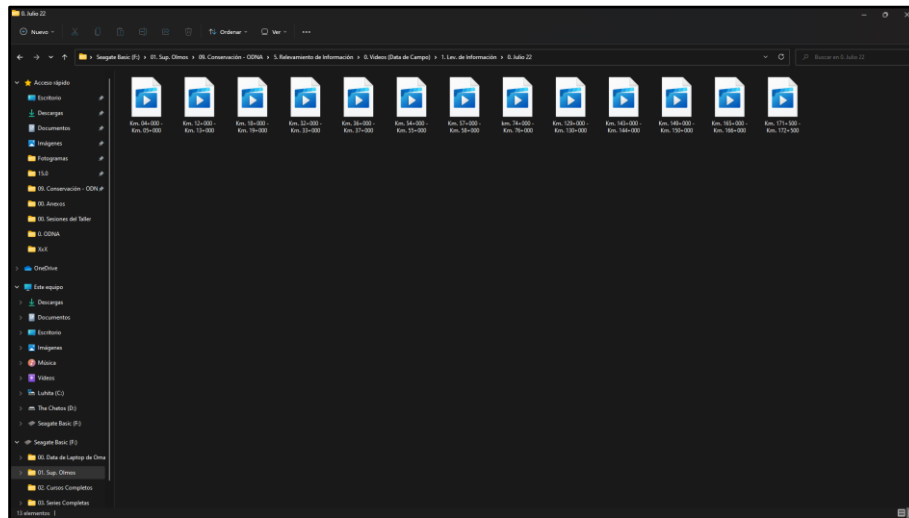 0. Julio 22
Nuevo
Ordenar
Ver
Seagate Basic (F:) > 01. Sup. Olmos > 09. Conservación - ODNA > 5. Relevamiento de Información > 0. Videos (Data de Campo) > 1. Lev. de Información > 0. Julio 22
Buscar en 0. Julio 22
Acceso rápido
Escritorio
Descargas
Documentos
Imágenes
Fotogramas
15.0
09. Conservación - ODN
00. Anexos
00. Sesiones del Taller
0. ODNA
XxX
OneDrive
Este equipo
Descargas
Documentos
Escritorio
Imágenes
Música
Vídeos
Luhita (C:)
The Chetos (D:)
Seagate Basic (F:)
Seagate Basic (F:)
00. Data de Laptop de Oma
01. Sup. Olmos
02. Cursos Completos
03. Series Completas
13 elementos
Km. 04+000 -
Km. 05+000
Km. 12+000 -
Km. 13+000
Km. 18+000 -
Km. 19+000
Km. 32+000 -
Km. 33+000
Km. 36+000 -
Km. 37+000
Km. 54+000 -
Km. 55+000
Km. 57+000 -
Km. 58+000
Km. 74+000 -
Km. 76+000
Km. 129+000 -
Km. 130+000
Km. 143+000 -
Km. 144+000
Km. 149+000 -
Km. 150+000
Km. 165+000 -
Km. 166+000
Km. 171+500 -
Km. 172+500